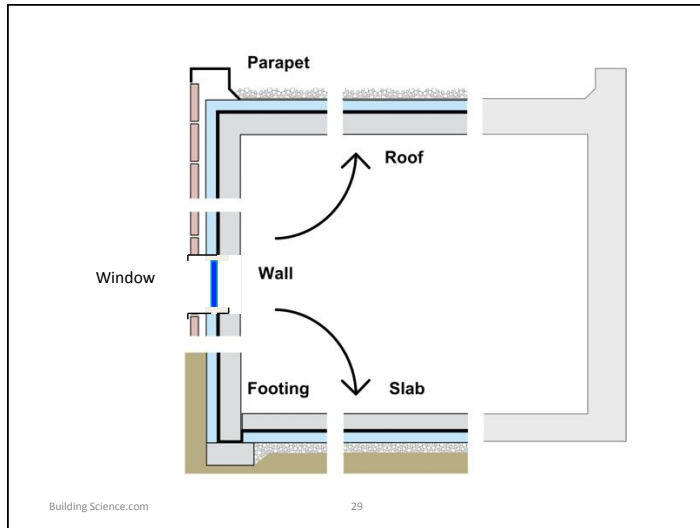 Parapet
Roof
Window
Wall
Footing
Slab
Building Science.com
29